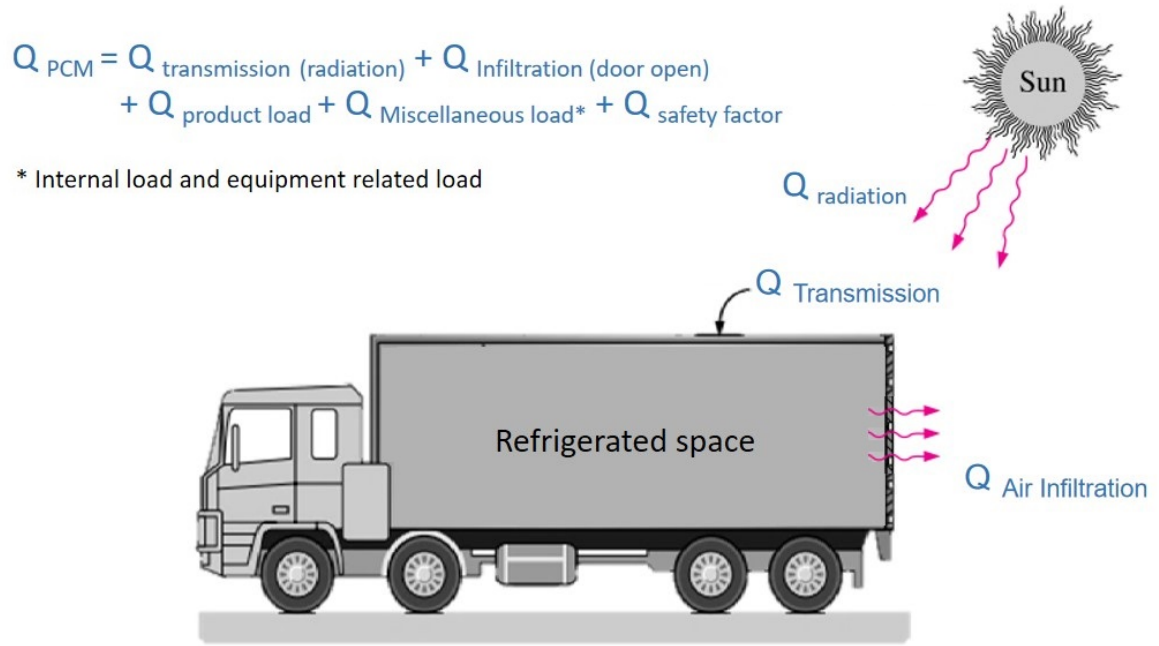 Q PCM = Q transmission (radiation) + Q Infiltration (door open)
+ Q product load + Q Miscellaneous load* + Q safety factor
* Internal load and equipment related load
Sun
Q radiation
Q Transmission
Refrigerated space
Q Air Infiltration